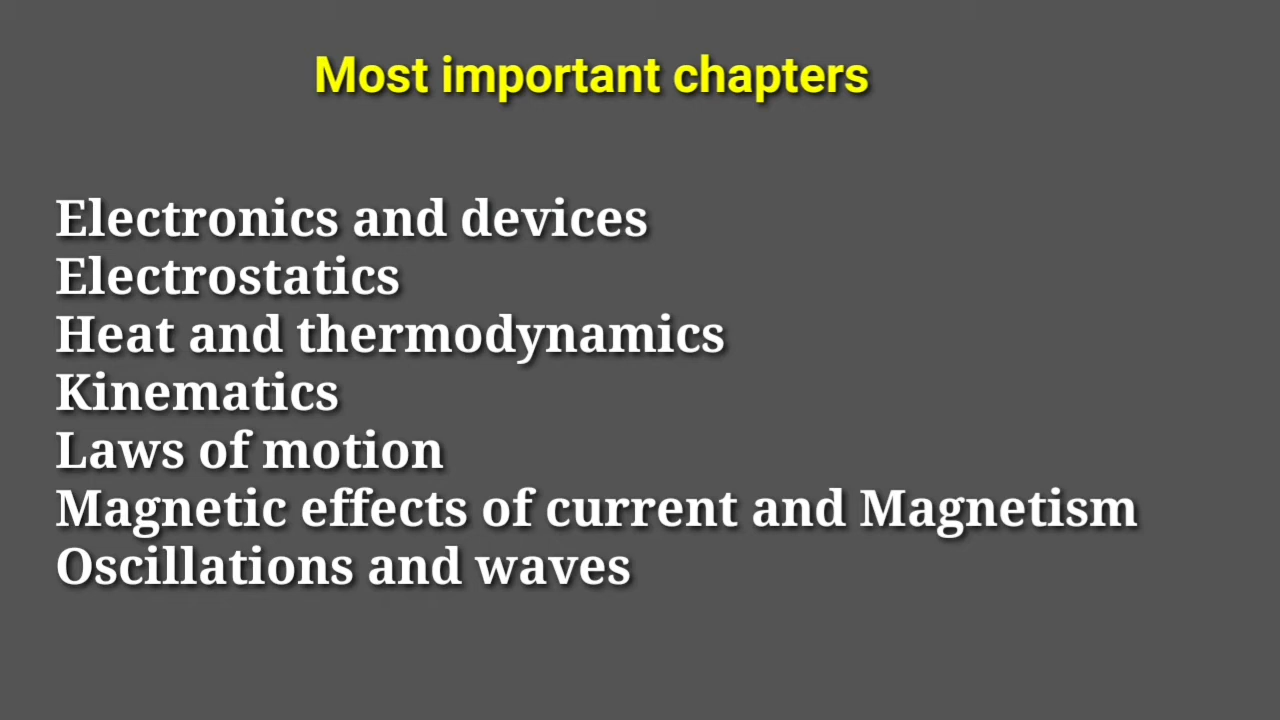 Most important chapters
Electronics and devices
Electrostatics
Heat and thermodynamics
Kinematics
Laws of motion
Magnetic effects of current and Magnetism
Oscillations and waves